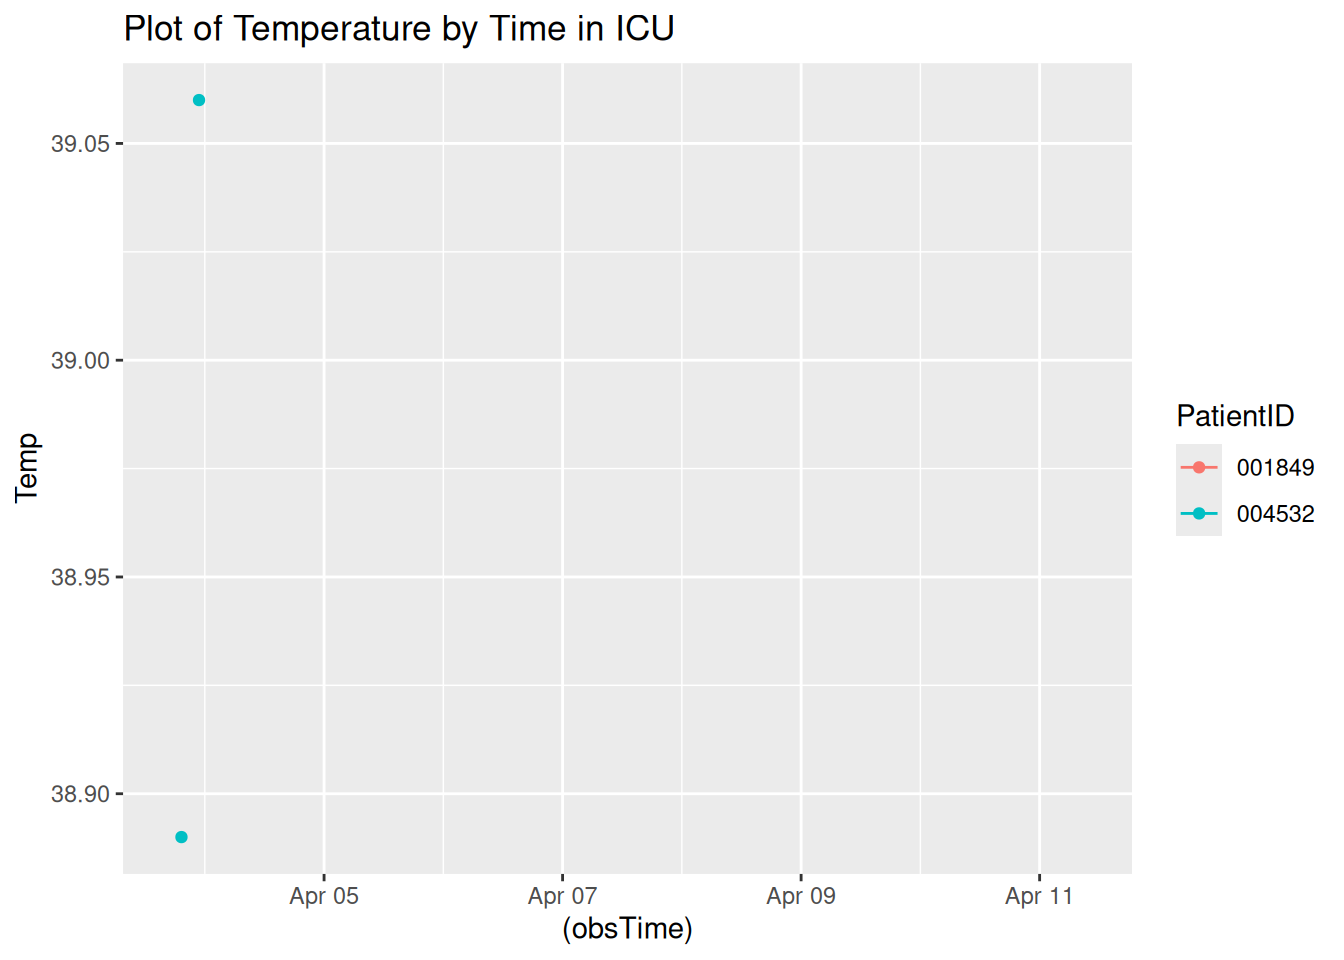 Plot of Temperature by Time in ICU
39.05
39.00
38.95
38.90
Temp
Apr 05
Apr 07
Apr 09
Apr 11
(obsTime)
PatientID
001849
004532